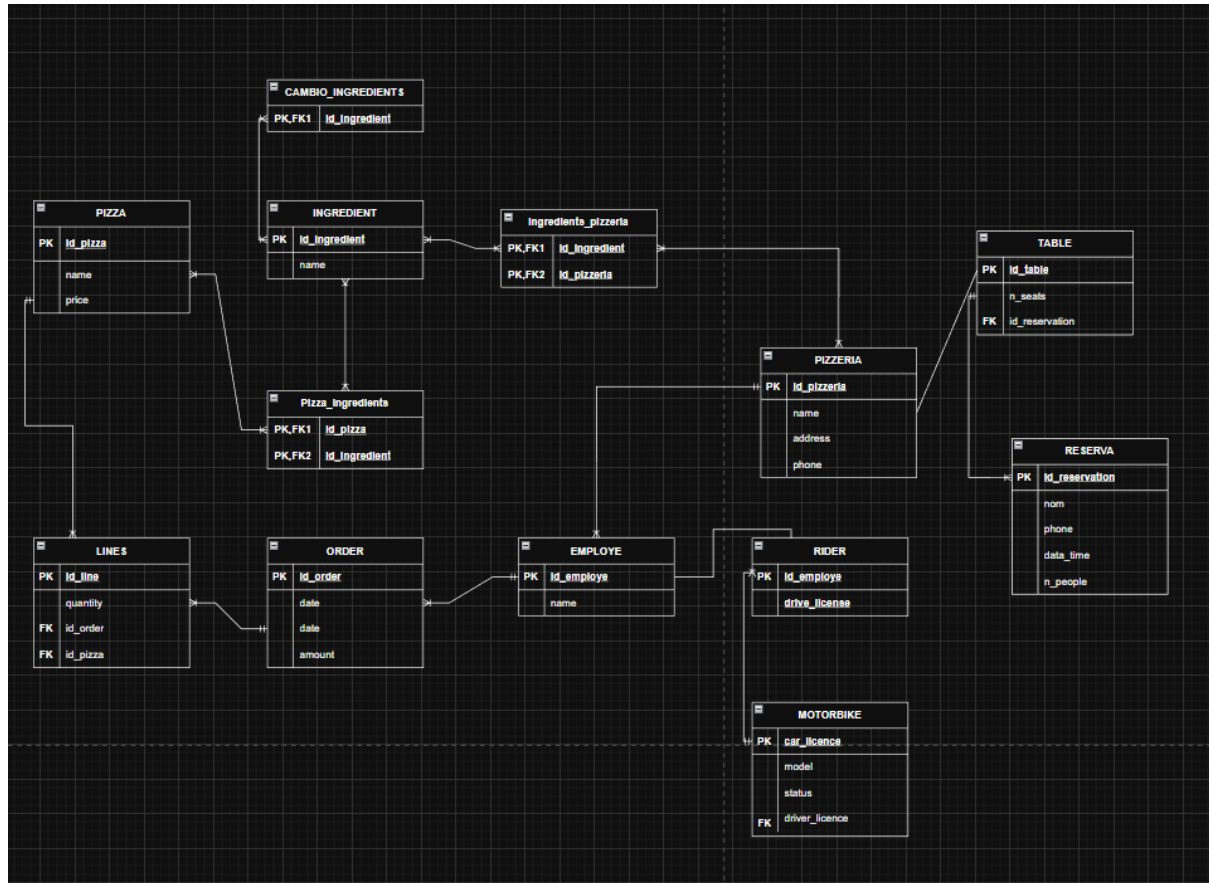 CAMBIO_INGREDIENTS
PK,FK1 id_ingredient
PIZZA
PK id_pizza
name
price
INGREDIENT
PK id_ingredient
name
Ingredients_pizzeria
PK,FK1 id_ingredient
PK,FK2 id_pizzeria
TABLE
PK id_table
n_seats
FK id_reservation
PIZZERIA
PK id_pizzeria
name
address
phone
Pizza_ingredients
PK,FK1 id_pizza
PK,FK2 id_ingredient
RESERVA
PK id_reservation
nom
phone
data_time
n_people
LINES
PK id_line
quantity
FK id_order
FK id_pizza
ORDER
PK id_order
date
date
amount
EMPLOYE
PK id_employe
name
RIDER
PK id_employe
drive_license
MOTORBIKE
PK car_licence
model
status
FK driver_licence